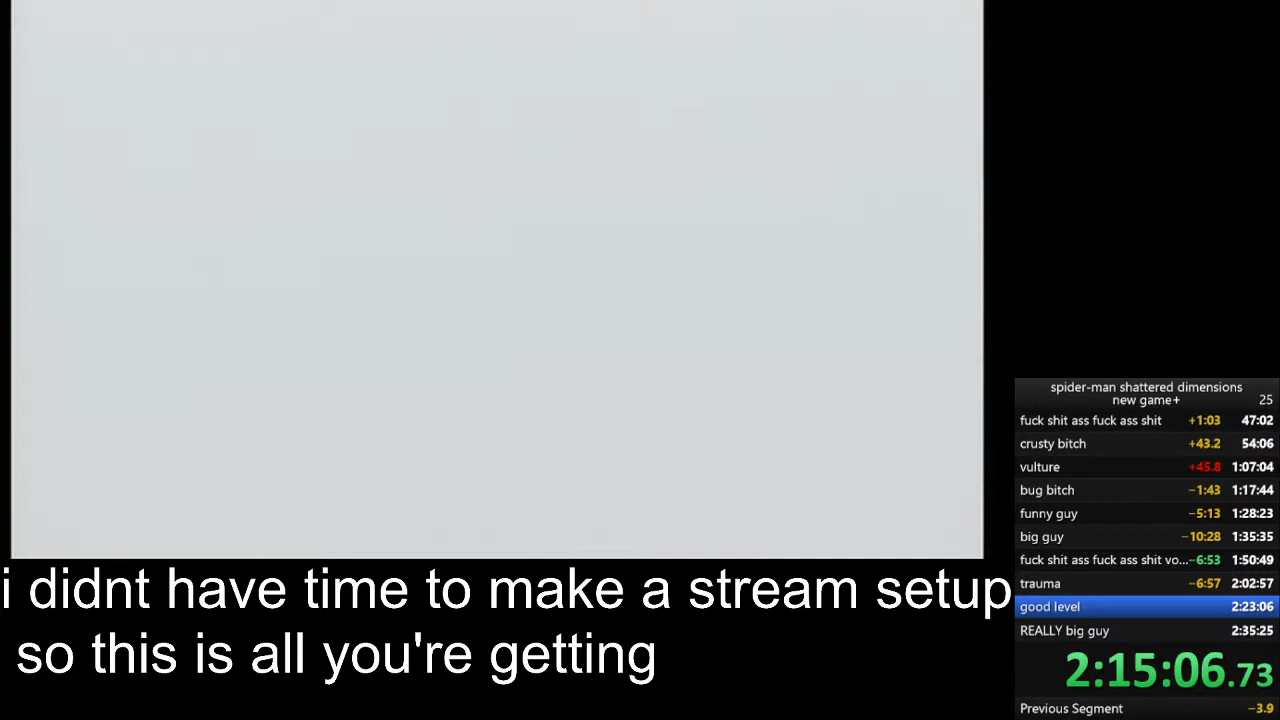 i didnt have time to make a stream setup
so this is all you're getting
spider-man shattered dimensions
new game+ 25
fuck shit ass fuck ass shit +1:03 47:02
crusty bitch +43.2 54:06
vulture +45.8 1:07:04
bug bitch −1:43 1:17:44
funny guy −5:13 1:28:23
big guy −10:28 1:35:35
fuck shit ass fuck ass shit vo... −6:53 1:50:49
trauma −6:57 2:02:57
good level 2:23:06
REALLY big guy 2:35:25
2:15:06.73
Previous Segment −3.9